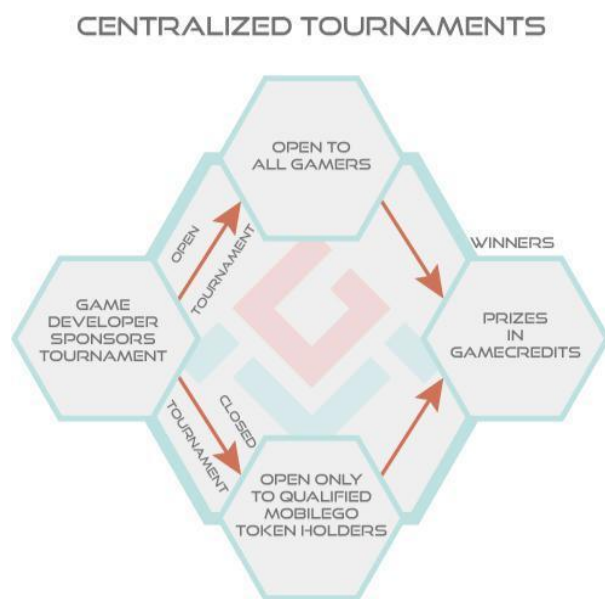 CENTRALIZED TOURNAMENTS
OPEN TO
ALL GAMERS
OPEN
TOURNAMENT
WINNERS
GAME
DEVELOPER
SPONSORS
TOURNAMENT
PRIZES
IN
GAMECREDITS
CLOSED
TOURNAMENT
OPEN ONLY
TO QUALIFIED
MOBILEGO
TOKEN HOLDERS